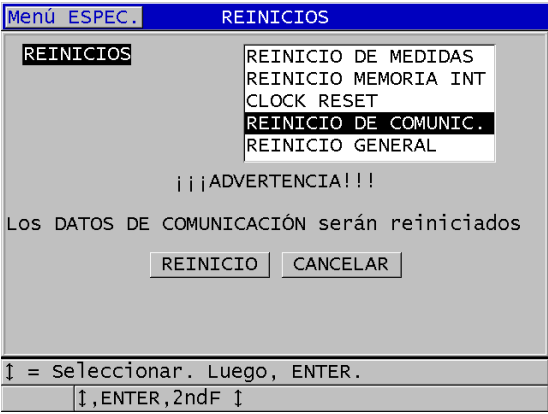 Menú ESPEC. REINICIOS
REINICIOS
REINICIO DE MEDIDAS
REINICIO MEMORIA INT
CLOCK RESET
REINICIO DE COMUNIC.
REINICIO GENERAL
¡¡¡ADVERTENCIA!!!
Los DATOS DE COMUNICACIÓN serán reiniciados
REINICIO CANCELAR
↕ = Seleccionar. Luego, ENTER.
↕,ENTER,2ndF ↕